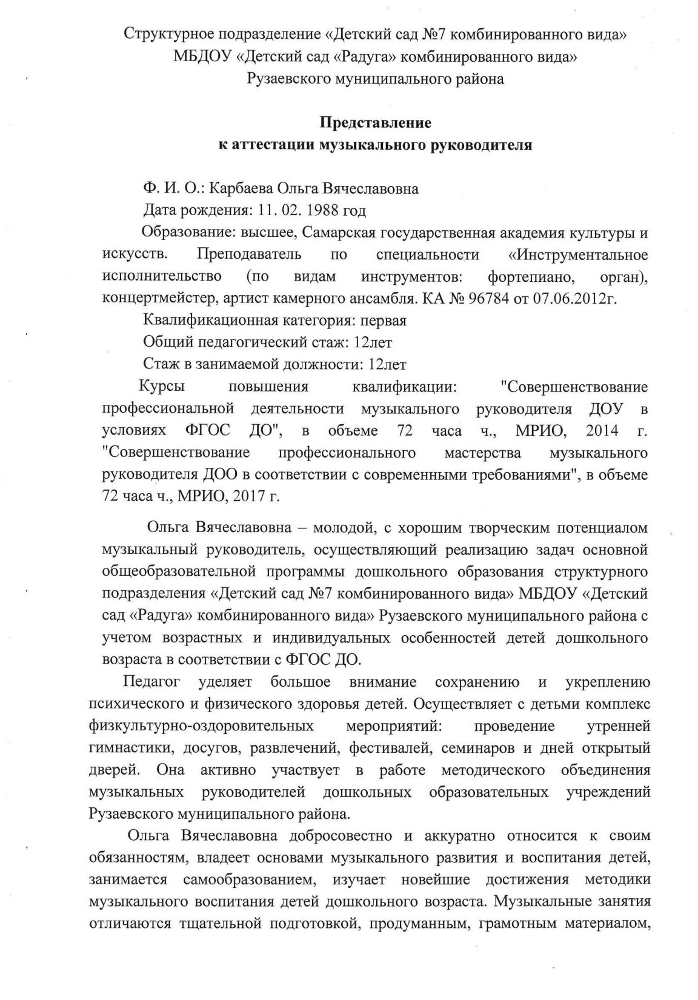 Структурное подразделение «Детский сад №7 комбинированного вида»
МБДОУ «Детский сад «Радуга» комбинированного вида»
Рузаевского муниципального района
Представление
к аттестации музыкального руководителя
Ф. И. О.: Карбаева Ольга Вячеславовна
Дата рождения: 11. 02. 1988 год
Образование: высшее, Самарская государственная академия культуры и
искусств. Преподаватель по специальности «Инструментальное
исполнительство (по видам инструментов: фортепиано, орган),
концертмейстер, артист камерного ансамбля. КА № 96784 от 07.06.2012г.
Квалификационная категория: первая
Общий педагогический стаж: 12лет
Стаж в занимаемой должности: 12лет
Курсы повышения квалификации: "Совершенствование
профессиональной деятельности музыкального руководителя ДОУ в
условиях ФГОС ДО", в объеме 72 часа ч., МРИО, 2014 г.
"Совершенствование профессионального мастерства музыкального
руководителя ДОО в соответствии с современными требованиями", в объеме
72 часа ч., МРИО, 2017 г.
Ольга Вячеславовна – молодой, с хорошим творческим потенциалом
музыкальный руководитель, осуществляющий реализацию задач основной
общеобразовательной программы дошкольного образования структурного
подразделения «Детский сад №7 комбинированного вида» МБДОУ «Детский
сад «Радуга» комбинированного вида» Рузаевского муниципального района с
учетом возрастных и индивидуальных особенностей детей дошкольного
возраста в соответствии с ФГОС ДО.
Педагог уделяет большое внимание сохранению и укреплению
психического и физического здоровья детей. Осуществляет с детьми комплекс
физкультурно-оздоровительных мероприятий: проведение утренней
гимнастики, досугов, развлечений, фестивалей, семинаров и дней открытый
дверей. Она активно участвует в работе методического объединения
музыкальных руководителей дошкольных образовательных учреждений
Рузаевского муниципального района.
Ольга Вячеславовна добросовестно и аккуратно относится к своим
обязанностям, владеет основами музыкального развития и воспитания детей,
занимается самообразованием, изучает новейшие достижения методики
музыкального воспитания детей дошкольного возраста. Музыкальные занятия
отличаются тщательной подготовкой, продуманным, грамотным материалом,